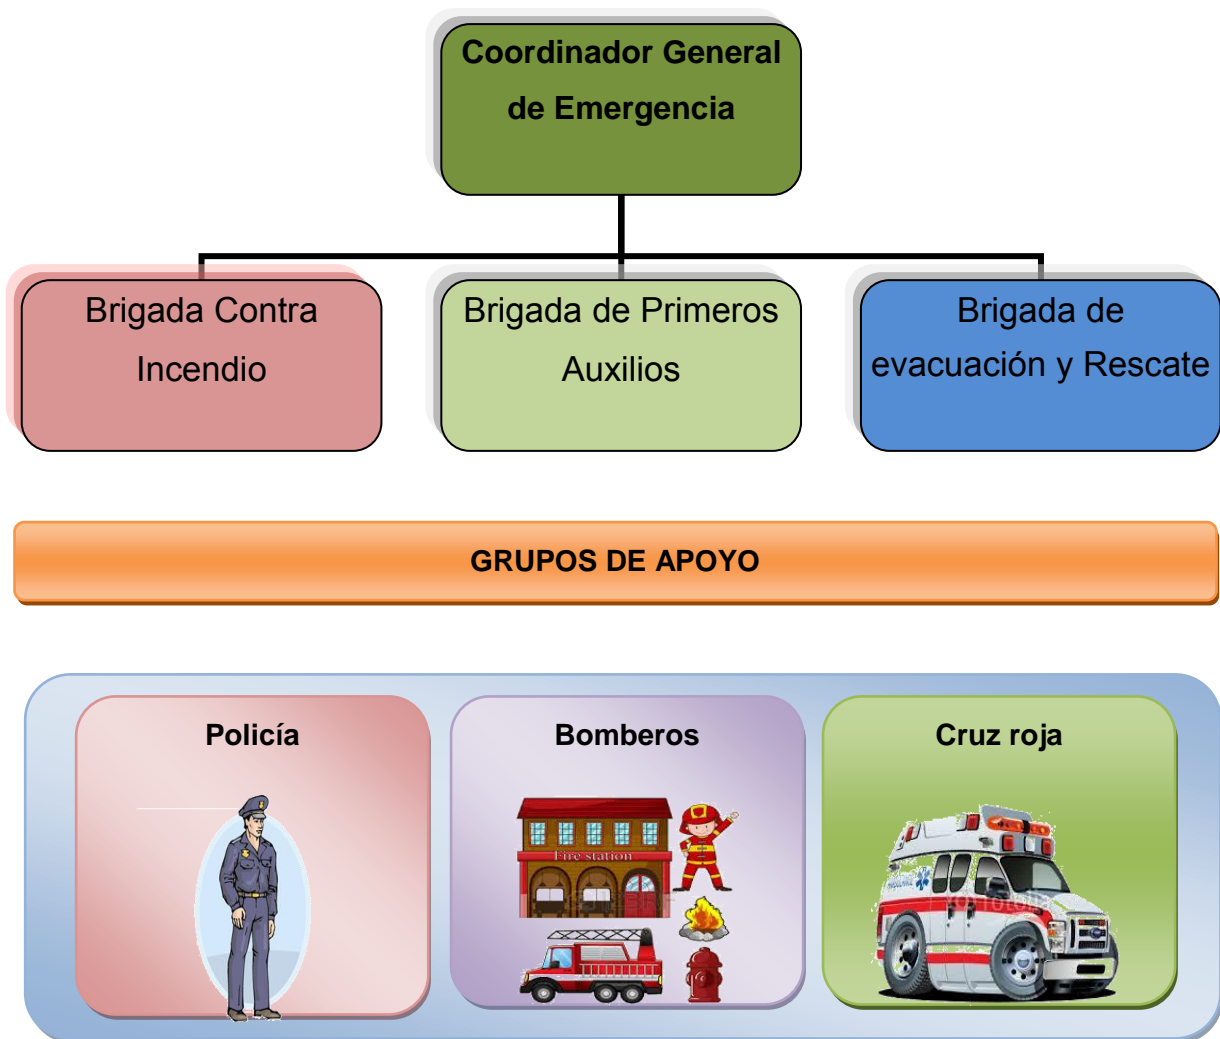 Coordinador General
de Emergencia
Brigada Contra
Incendio
Brigada de Primeros
Auxilios
Brigada de
evacuación y Rescate
GRUPOS DE APOYO
Policía
Bomberos
Cruz roja
Fire station